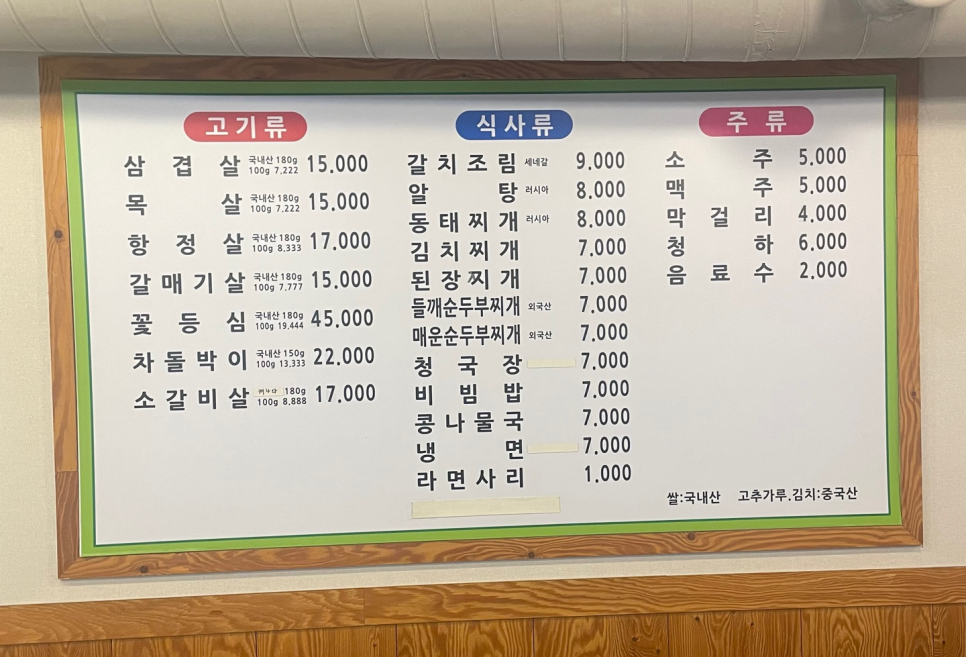 고기류
삼겹살 국내산 180g 100g 7,222 15,000
목살 국내산 180g 100g 7,222 15,000
항정살 국내산 180g 100g 8,333 17,000
갈매기살 국내산 180g 100g 7,777 15,000
꽃등심 국내산 180g 100g 19,444 45,000
차돌박이 국내산 150g 100g 13,333 22,000
소갈비살 180g 100g 8,888 17,000
식사류
갈치조림 세네갈 9,000
알탕 러시아 8,000
동태찌개 러시아 8,000
김치찌개 7,000
된장찌개 7,000
들깨순두부찌개 외국산 7,000
매운순두부찌개 외국산 7,000
청국장 7,000
비빔밥 7,000
콩나물국 7,000
냉면 7,000
라면사리 1,000
주류
소주 5,000
맥주 5,000
막걸리 4,000
청하 6,000
음료수 2,000
쌀:국내산 고추가루.김치:중국산